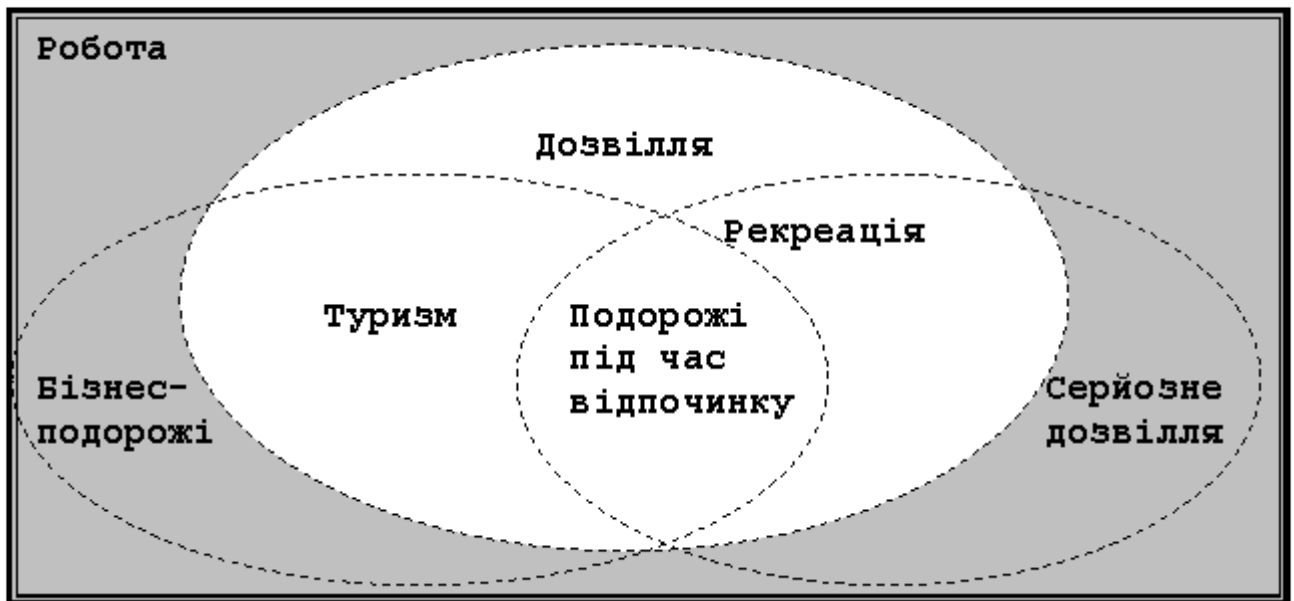 Робота
Дозвілля
Рекреація
Туризм
Подорожі
під час
відпочинку
Бізнес-
подорожі
Серйозне
дозвілля